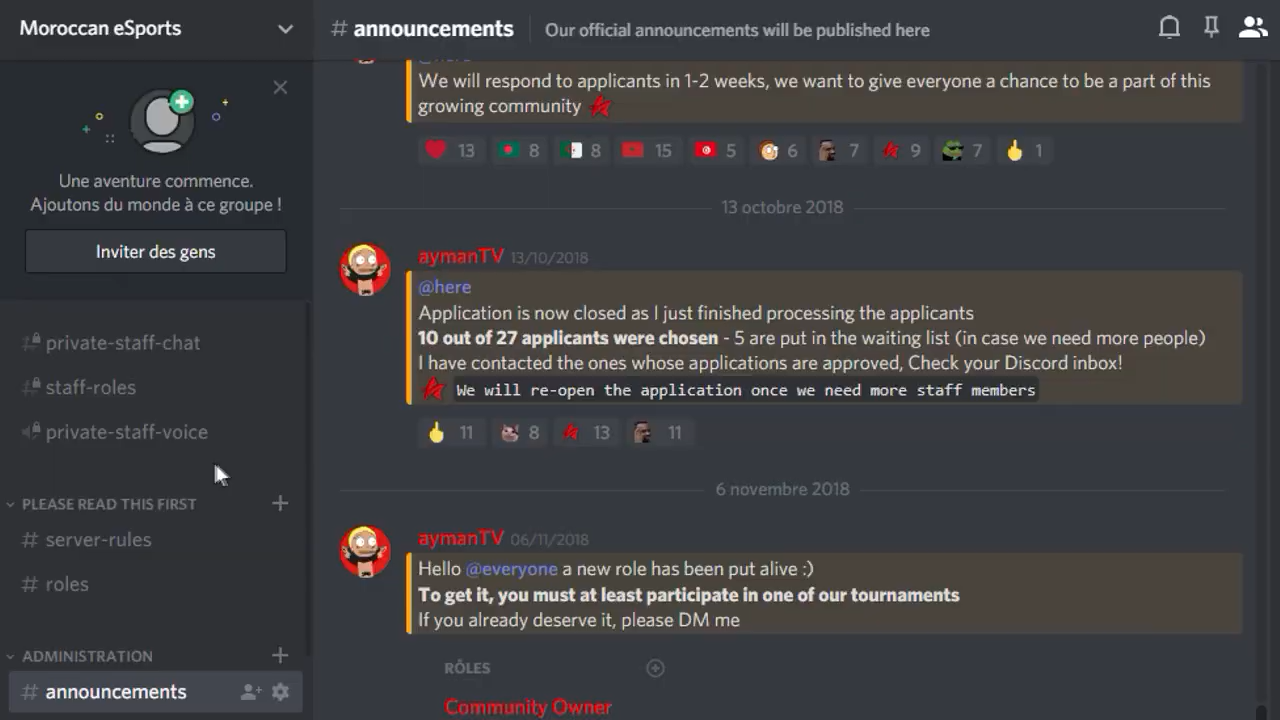 Moroccan eSports
Une aventure commence.
Ajoutons du monde à ce groupe !
Inviter des gens
private-staff-chat
staff-roles
private-staff-voice
PLEASE READ THIS FIRST
# server-rules
# roles
ADMINISTRATION
# announcements
# announcements
Our official announcements will be published here
@here
We will respond to applicants in 1-2 weeks, we want to give everyone a chance to be a part of this
growing community
13 8 8 15 5 6 7 9 7 1
13 octobre 2018
aymanTV 13/10/2018
@here
Application is now closed as I just finished processing the applicants
10 out of 27 applicants were chosen - 5 are put in the waiting list (in case we need more people)
I have contacted the ones whose applications are approved, Check your Discord inbox!
We will re-open the application once we need more staff members
11 8 13 11
6 novembre 2018
aymanTV 06/11/2018
Hello @everyone a new role has been put alive :)
To get it, you must at least participate in one of our tournaments
If you already deserve it, please DM me
RÔLES
Community Owner